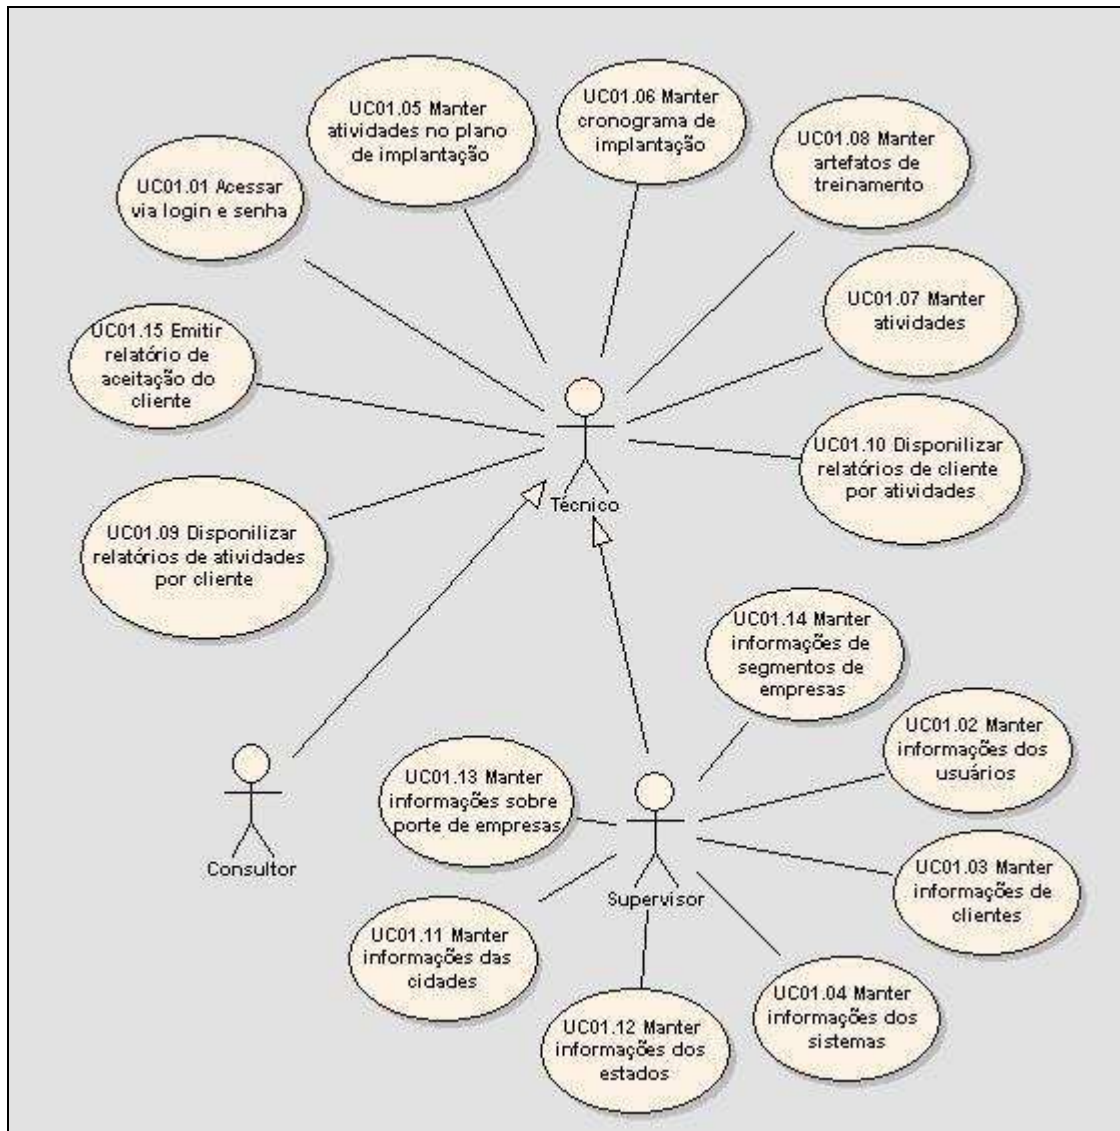 UC01.05 Manter
atividades no plano
de implantação
UC01.06 Manter
cronograma de
implantação
UC01.08 Manter
artefatos de
treinamento
UC01.01 Acessar
via login e senha
UC01.07 Manter
atividades
UC01.15 Emitir
relatório de
aceitação do
cliente
UC01.10 Disponilizar
relatórios de cliente
por atividades
Técnico
UC01.09 Disponilizar
relatórios de atividades
por cliente
UC01.14 Manter
informações de
segmentos de
empresas
UC01.02 Manter
informações dos
usuários
UC01.13 Manter
informações sobre
porte de empresas
Consultor
UC01.03 Manter
informações de
clientes
Supervisor
UC01.11 Manter
informações das
cidades
UC01.04 Manter
informações dos
sistemas
UC01.12 Manter
informações dos
estados